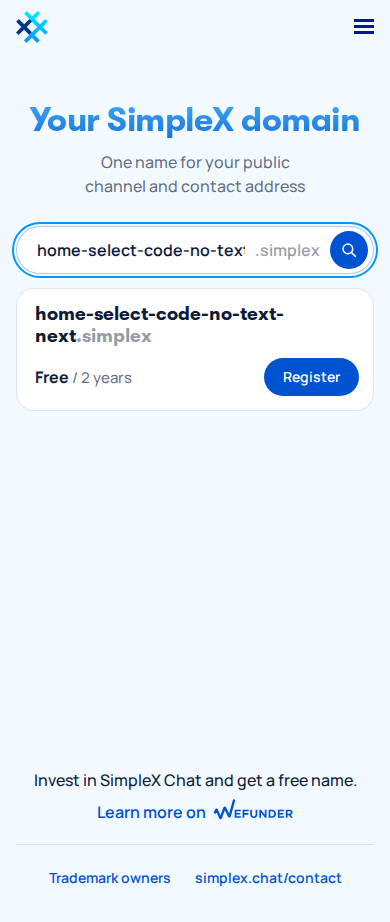 Your SimpleX domain
One name for your public
channel and contact address
home-select-code-no-text .simplex
home-select-code-no-text-
next.simplex
Free / 2 years
Register
Invest in SimpleX Chat and get a free name.
Learn more on WEFUNDER
Trademark owners simplex.chat/contact